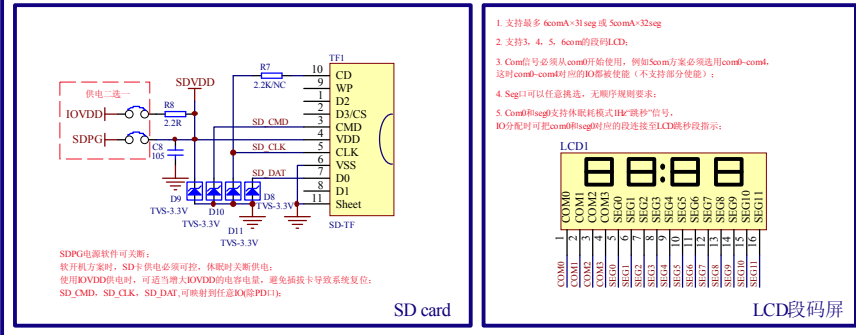 TF1
R7
2.2K/NC
10 CD
9 WP
1 D2
2 D3/CS
3 CMD
4 VDD
5 CLK
6 VSS
7 D0
8 D1
11 Sheet
SD-TF
SDVDD
供电二选一
IOVDD
R8
2.2R
SDPG
C8
105
SD_CMD
SD_CLK
SD_DAT
D9
TVS-3.3V
D10
TVS-3.3V
D11
TVS-3.3V
D8
TVS-3.3V
SDPG电源软件可关断；
软开机方案时，SD卡供电必须可控，休眠时关断供电；
使用IOVDD供电时，可适当增大IOVDD的电容电量，避免插拔卡导致系统复位；
SD_CMD，SD_CLK，SD_DAT,可映射到任意IO(除PD口)；
SD card
1. 支持最多 6comA×31seg 或 5comA×32seg
2. 支持3，4，5，6com的段码LCD；
3. Com信号必须从com0开始使用，例如5com方案必须选用com0~com4，
这时com0~com4对应的IO都被使能（不支持部分使能）；
4. Seg口可以任意挑选，无顺序规则要求；
5. Com0和seg0支持休眠耗模式1Hz“跳秒”信号，
IO分配时可把com0和seg0对应的段连接至LCD跳秒段指示；
LCD1
88:88
COM0 COM1 COM2 COM3 SEG0 SEG1 SEG2 SEG3 SEG4 SEG5 SEG6 SEG7 SEG8 SEG9 SEG10 SEG11
1 2 3 4 5 6 7 8 9 10 11 12 13 14 15 16
COM0 COM1 COM2 COM3 SEG0 SEG1 SEG2 SEG3 SEG4 SEG5 SEG6 SEG7 SEG8 SEG9 SEG10 SEG11
LCD段码屏